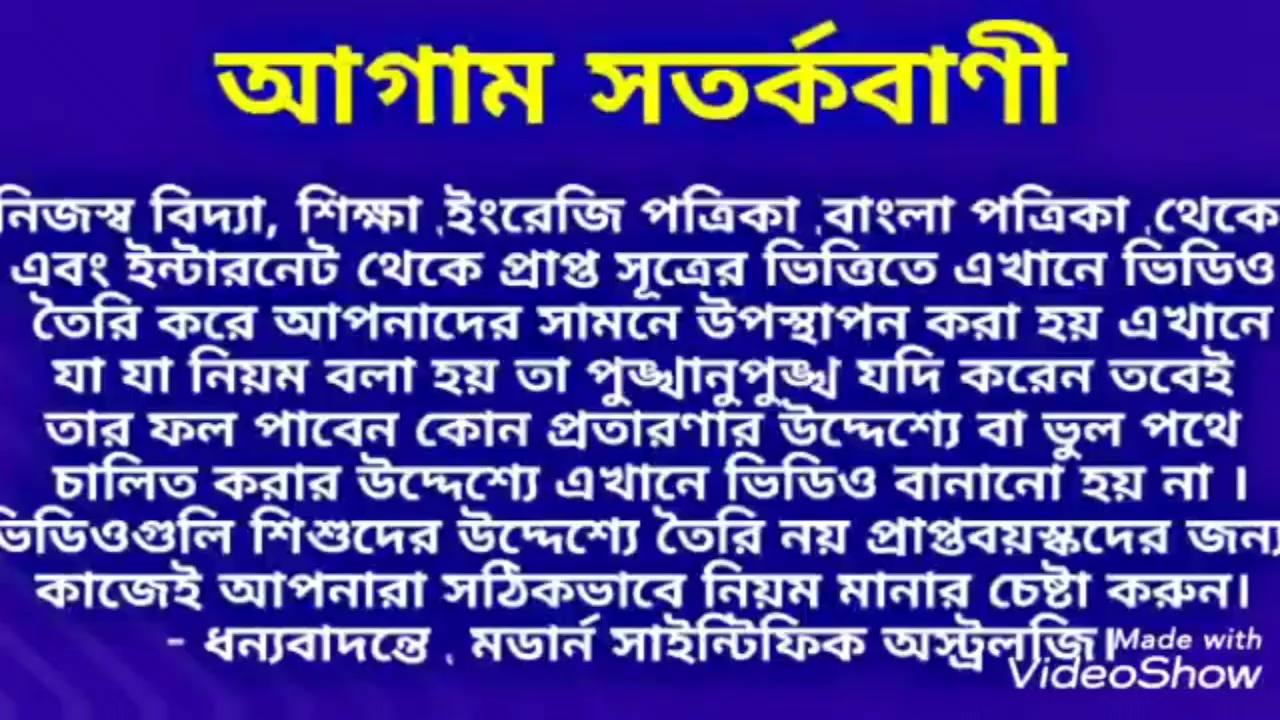 আগাম সতর্কবাণী
নিজস্ব বিদ্যা, শিক্ষা ,ইংরেজি পত্রিকা ,বাংলা পত্রিকা ,থেকে
এবং ইন্টারনেট থেকে প্রাপ্ত সূত্রের ভিত্তিতে এখানে ভিডিও
তৈরি করে আপনাদের সামনে উপস্থাপন করা হয় এখানে
যা যা নিয়ম বলা হয় তা পুঙ্খানুপুঙ্খ যদি করেন তবেই
তার ফল পাবেন কোন প্রতারণার উদ্দেশ্যে বা ভুল পথে
চালিত করার উদ্দেশ্যে এখানে ভিডিও বানানো হয় না ।
ভিডিওগুলি শিশুদের উদ্দেশ্যে তৈরি নয় প্রাপ্তবয়স্কদের জন্য
কাজেই আপনারা সঠিকভাবে নিয়ম মানার চেষ্টা করুন।
- ধন্যবাদন্তে , মডার্ন সাইন্টিফিক অস্ট্রলজি।
Made with
VideoShow